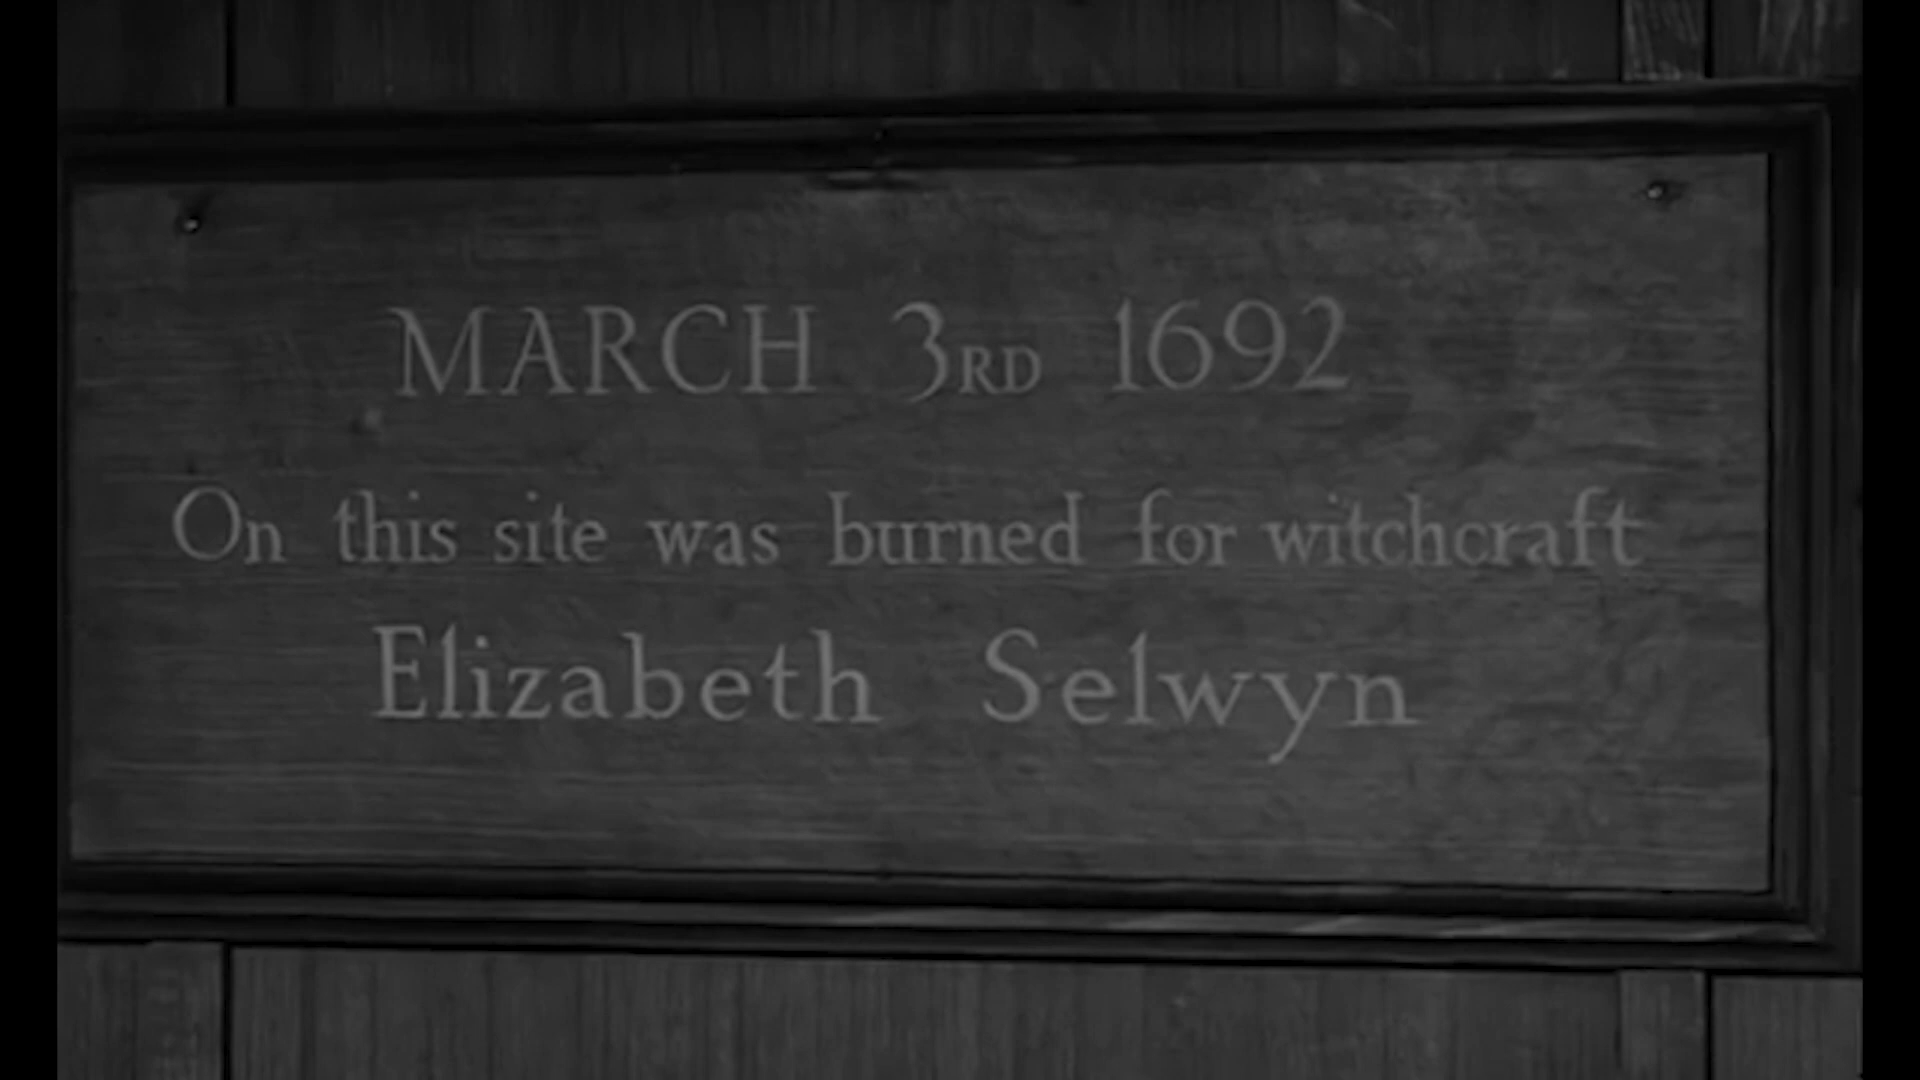 MARCH 3RD 1692
On this site was burned for witchcraft
Elizabeth Selwyn